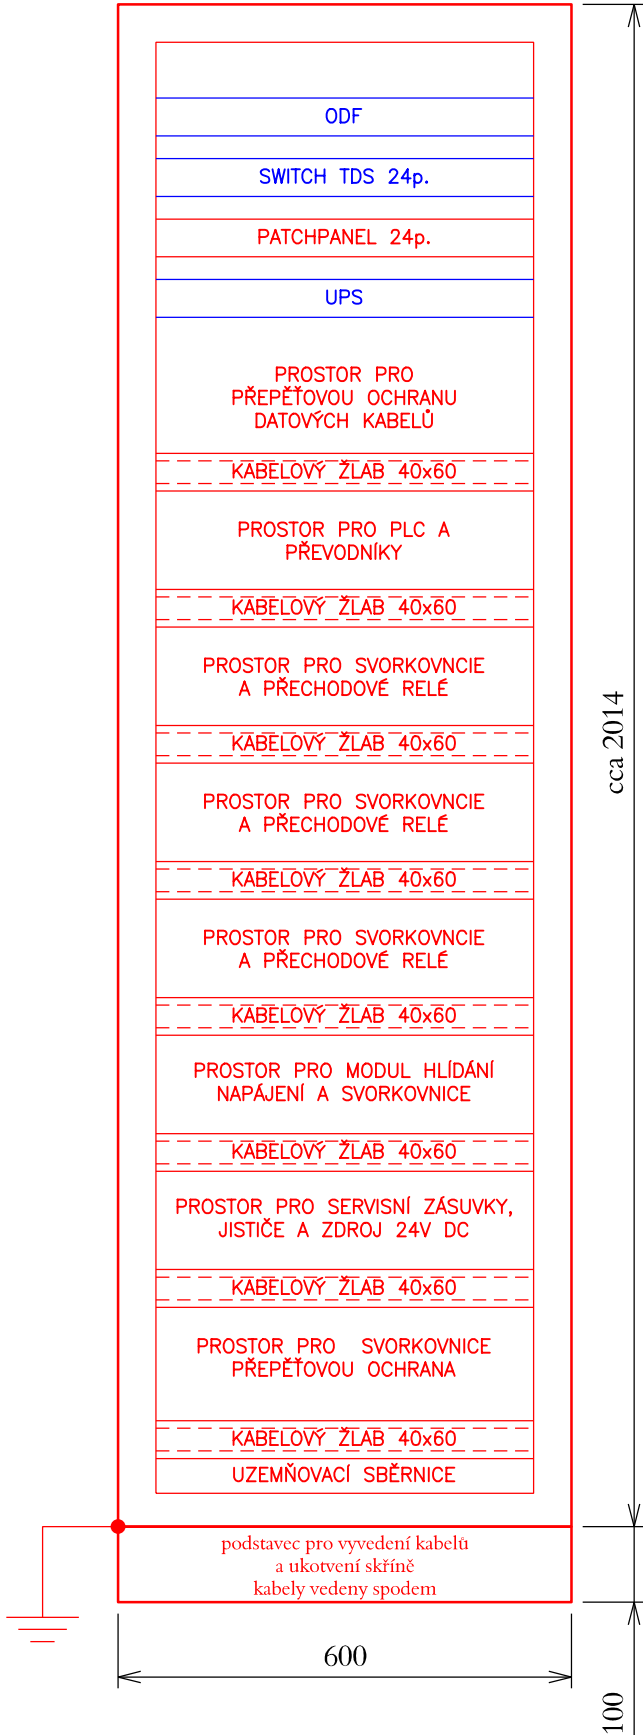 ODF
SWITCH TDS 24p.
PATCHPANEL 24p.
UPS
PROSTOR PRO
PŘEPĚŤOVOU OCHRANU
DATOVÝCH KABELŮ
KABELOVÝ ŽLAB 40x60
PROSTOR PRO PLC A
PŘEVODNÍKY
KABELOVÝ ŽLAB 40x60
PROSTOR PRO SVORKOVNCIE
A PŘECHODOVÉ RELÉ
KABELOVÝ ŽLAB 40x60
PROSTOR PRO SVORKOVNCIE
A PŘECHODOVÉ RELÉ
KABELOVÝ ŽLAB 40x60
PROSTOR PRO SVORKOVNCIE
A PŘECHODOVÉ RELÉ
KABELOVÝ ŽLAB 40x60
PROSTOR PRO MODUL HLÍDÁNÍ
NAPÁJENÍ A SVORKOVNICE
KABELOVÝ ŽLAB 40x60
PROSTOR PRO SERVISNÍ ZÁSUVKY,
JISTIČE A ZDROJ 24V DC
KABELOVÝ ŽLAB 40x60
PROSTOR PRO SVORKOVNICE
PŘEPĚŤOVOU OCHRANA
KABELOVÝ ŽLAB 40x60
UZEMŇOVACÍ SBĚRNICE
podstavec pro vyvedení kabelů
a ukotvení skříně
kabely vedeny spodem
cca 2014
600
100